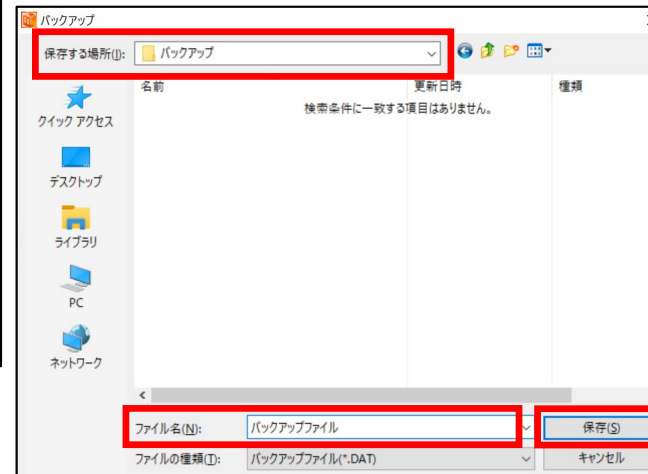 バックアップ
保存する場所(I): バックアップ
名前 更新日時 種類
検索条件に一致する項目はありません。
クイック アクセス
デスクトップ
ライブラリ
PC
ネットワーク
ファイル名(N): バックアップファイル 保存(S)
ファイルの種類(T): バックアップファイル(*.DAT) キャンセル